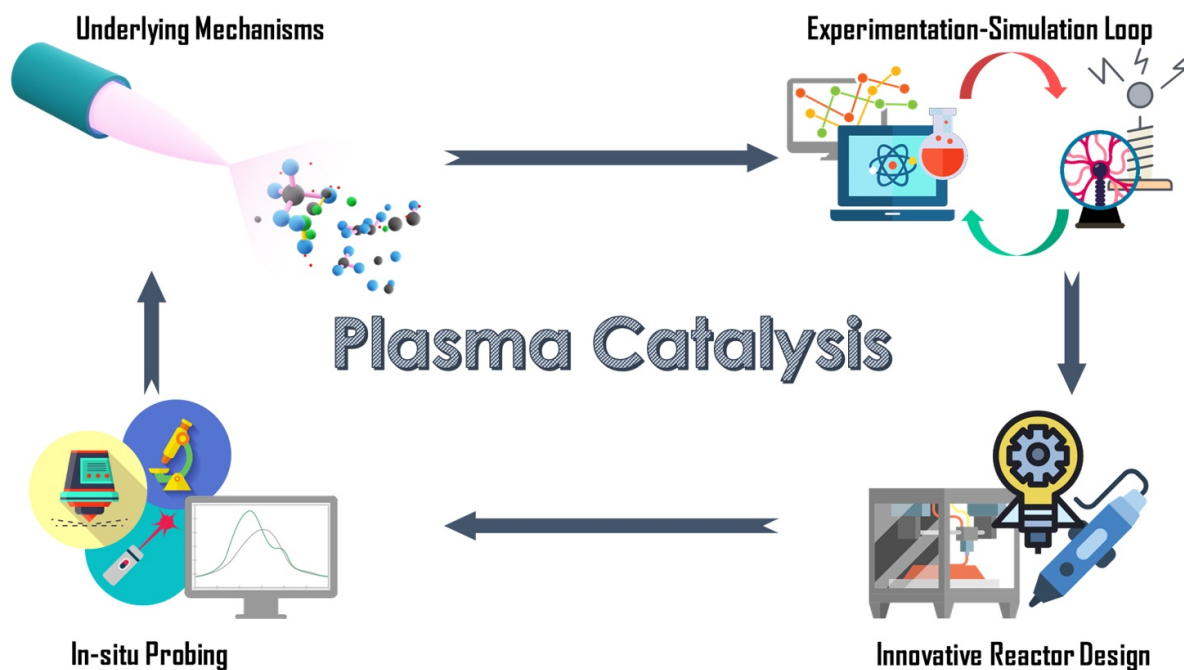 Underlying Mechanisms
Experimentation-Simulation Loop
Plasma Catalysis
In-situ Probing
Innovative Reactor Design